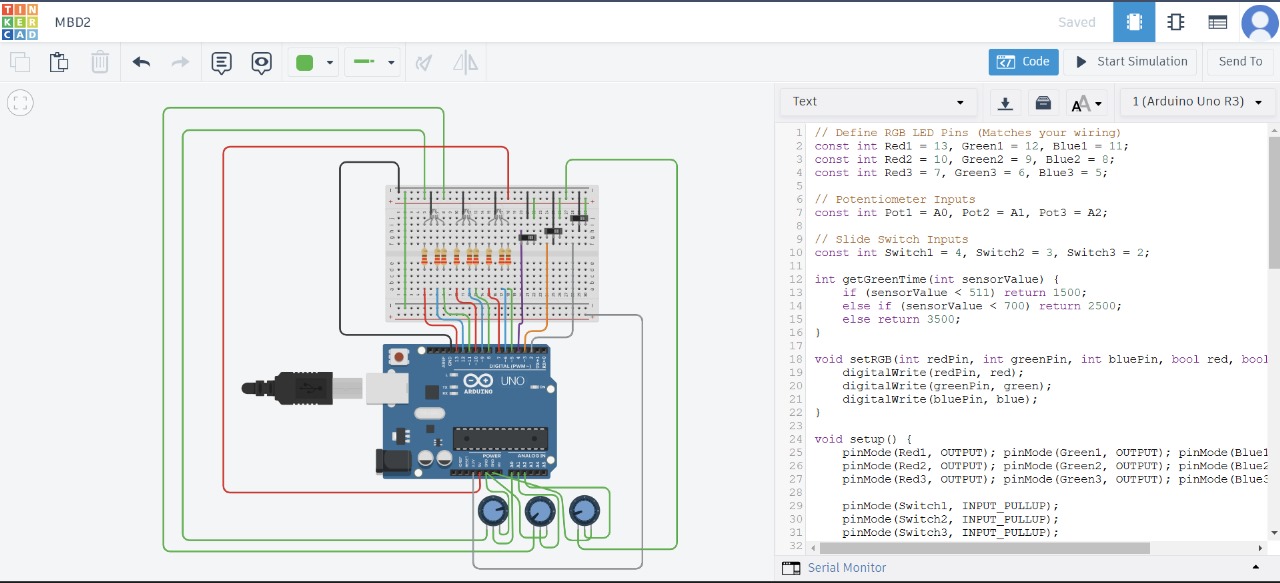 TIN
KER
CAD
MBD2
Saved
Code
Start Simulation
Send To
Text
1 (Arduino Uno R3)
1 // Define RGB LED Pins (Matches your wiring)
2 const int Red1 = 13, Green1 = 12, Blue1 = 11;
3 const int Red2 = 10, Green2 = 9, Blue2 = 8;
4 const int Red3 = 7, Green3 = 6, Blue3 = 5;
5
6 // Potentiometer Inputs
7 const int Pot1 = A0, Pot2 = A1, Pot3 = A2;
8
9 // Slide Switch Inputs
10 const int Switch1 = 4, Switch2 = 3, Switch3 = 2;
11
12 int getGreenTime(int sensorValue) {
13 if (sensorValue < 511) return 1500;
14 else if (sensorValue < 700) return 2500;
15 else return 3500;
16 }
17
18 void setRGB(int redPin, int greenPin, int bluePin, bool red, bool
19 digitalWrite(redPin, red);
20 digitalWrite(greenPin, green);
21 digitalWrite(bluePin, blue);
22 }
23
24 void setup() {
25 pinMode(Red1, OUTPUT); pinMode(Green1, OUTPUT); pinMode(Blue1
26 pinMode(Red2, OUTPUT); pinMode(Green2, OUTPUT); pinMode(Blue2
27 pinMode(Red3, OUTPUT); pinMode(Green3, OUTPUT); pinMode(Blue3
28
29 pinMode(Switch1, INPUT_PULLUP);
30 pinMode(Switch2, INPUT_PULLUP);
31 pinMode(Switch3, INPUT_PULLUP);
32
Serial Monitor
DIGITAL (PWM~)
UNO
ARDUINO
POWER
ANALOG IN